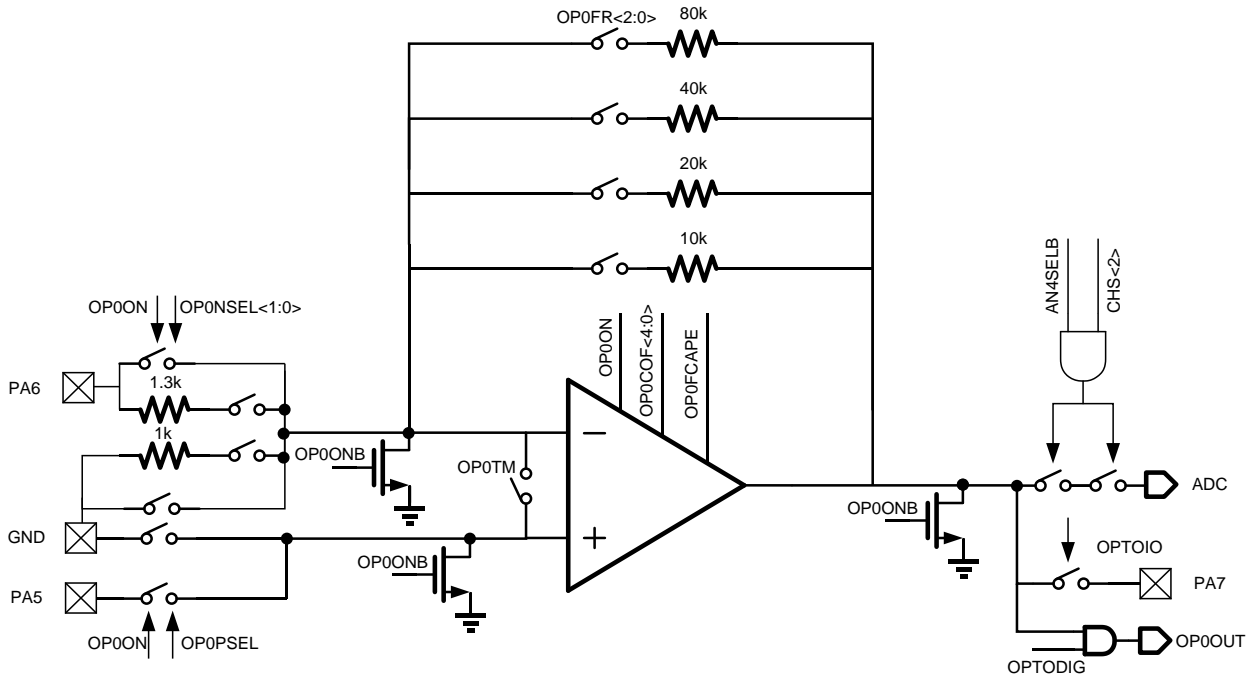 OP0FR<2:0>
80k
40k
20k
10k
AN4SELB
CHS<2>
OP0ON
OP0NSEL<1:0>
OP0ON
OP0COF<4:0>
OP0FCAPE
PA6
1.3k
1k
OP0ONB
OP0TM
−
+
OP0ONB
ADC
GND
OP0ONB
OPTOIO
PA5
PA7
OP0ON
OP0PSEL
OPTODIG
OP0OUT